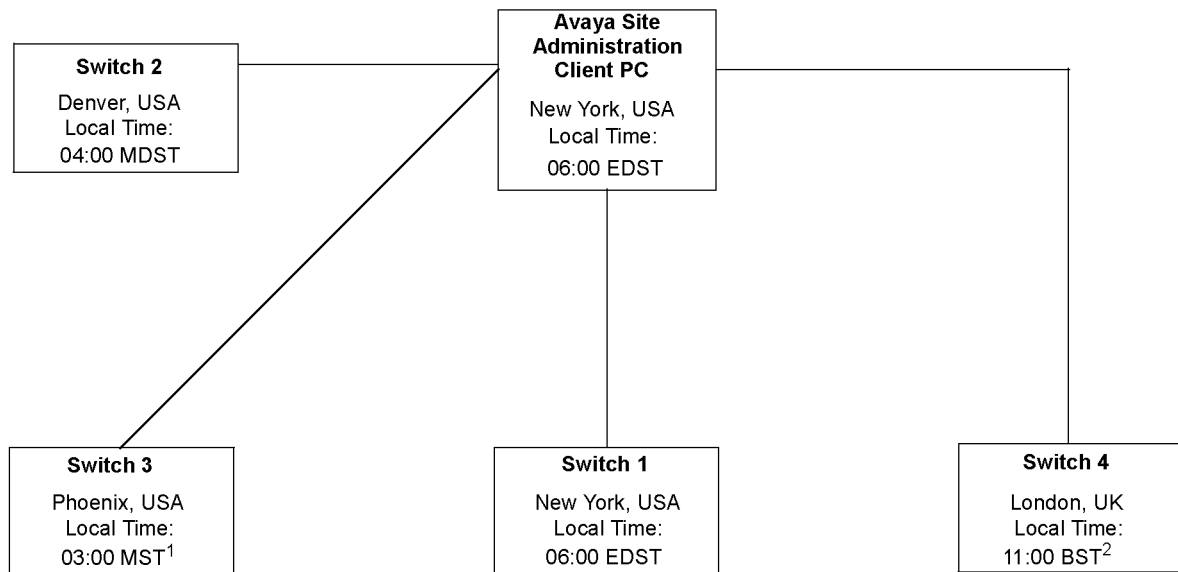 Avaya Site
Administration
Client PC
New York, USA
Local Time:
06:00 EDST
Switch 2
Denver, USA
Local Time:
04:00 MDST
Switch 3
Phoenix, USA
Local Time:
03:00 MST1
Switch 1
New York, USA
Local Time:
06:00 EDST
Switch 4
London, UK
Local Time:
11:00 BST2